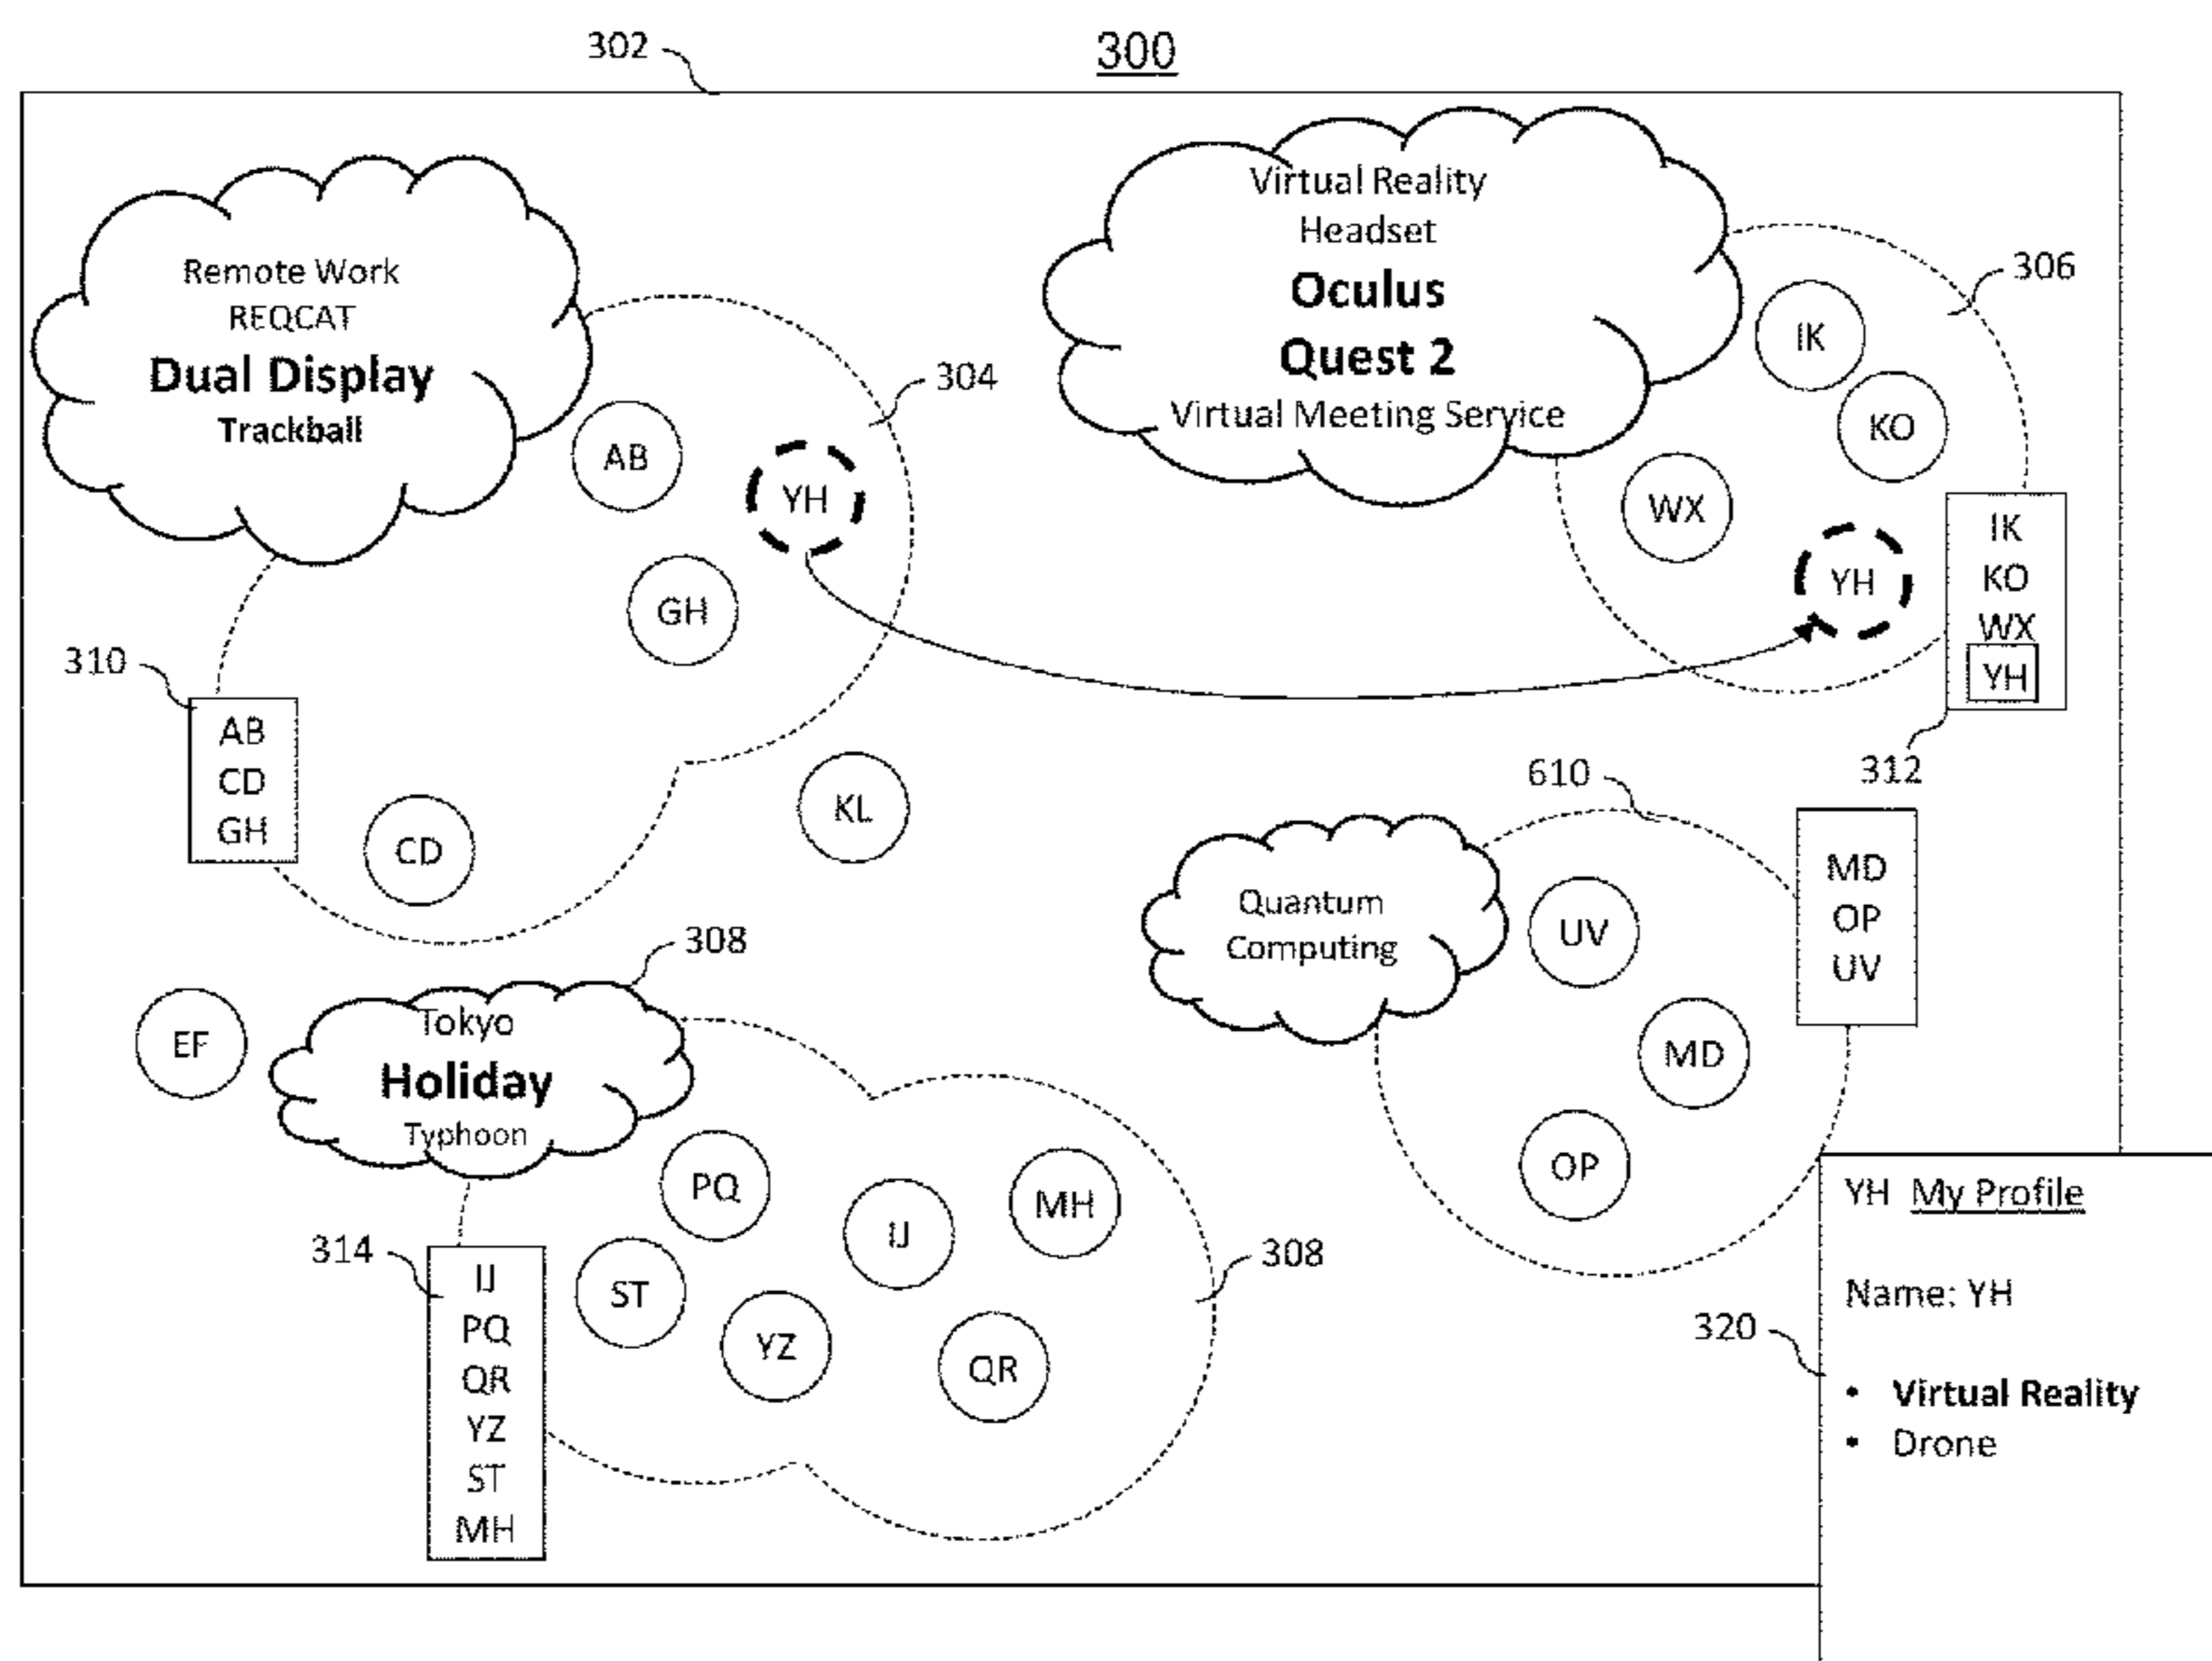 302
300
Remote Work
REQCAT
Dual Display
Trackball
Virtual Reality
Headset
Oculus
Quest 2
Virtual Meeting Service
304
306
AB
YH
GH
IK
KO
WX
YH
IK
KO
WX
YH
312
310
AB
CD
GH
CD
KL
610
Quantum
Computing
UV
MD
OP
MD
OP
UV
308
EF
Tokyo
Holiday
Typhoon
PQ
IJ
MH
ST
YZ
QR
308
314
IJ
PQ
QR
YZ
ST
MH
320
YH My Profile
Name: YH
• Virtual Reality
• Drone